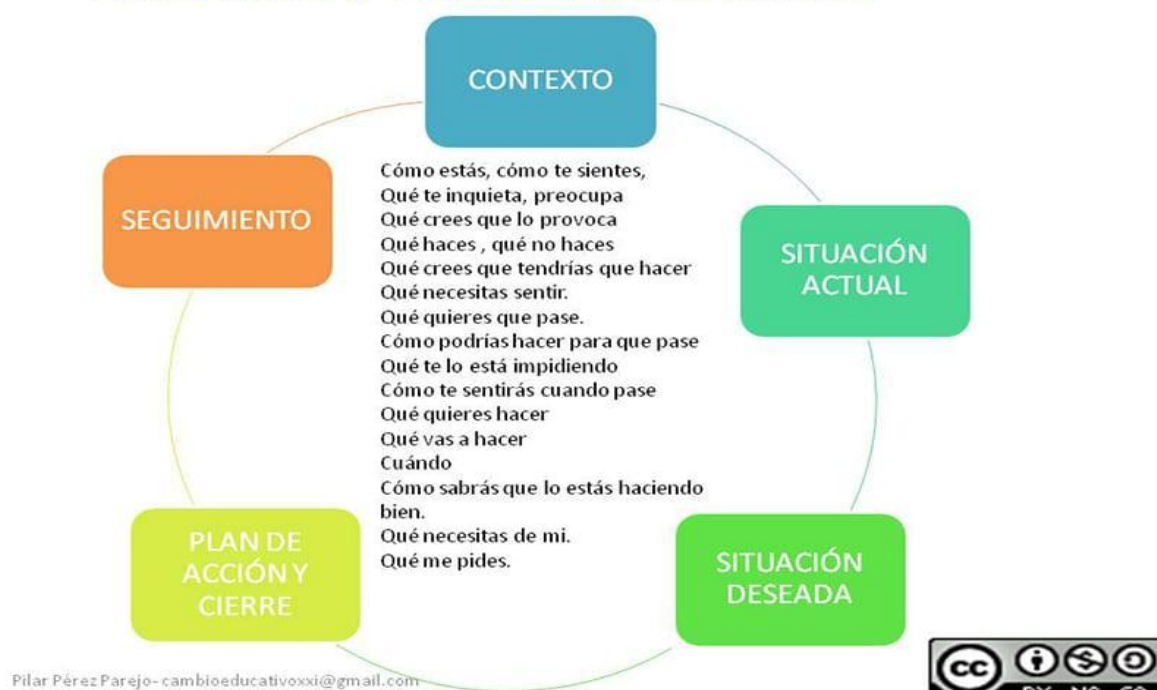 CONTEXTO
SEGUIMIENTO
SITUACIÓN
ACTUAL
Cómo estás, cómo te sientes,
Qué te inquieta, preocupa
Qué crees que lo provoca
Qué haces , qué no haces
Qué crees que tendrías que hacer
Qué necesitas sentir.
Qué quieres que pase.
Cómo podrías hacer para que pase
Qué te lo está impidiendo
Cómo te sentirás cuando pase
Qué quieres hacer
Qué vas a hacer
Cuándo
Cómo sabrás que lo estás haciendo
bien.
Qué necesitas de mi.
Qué me pides.
PLAN DE
ACCIÓN Y
CIERRE
SITUACIÓN
DESEADA
Pilar Pérez Parejo- cambioeducativoxxi@gmail.com
cc